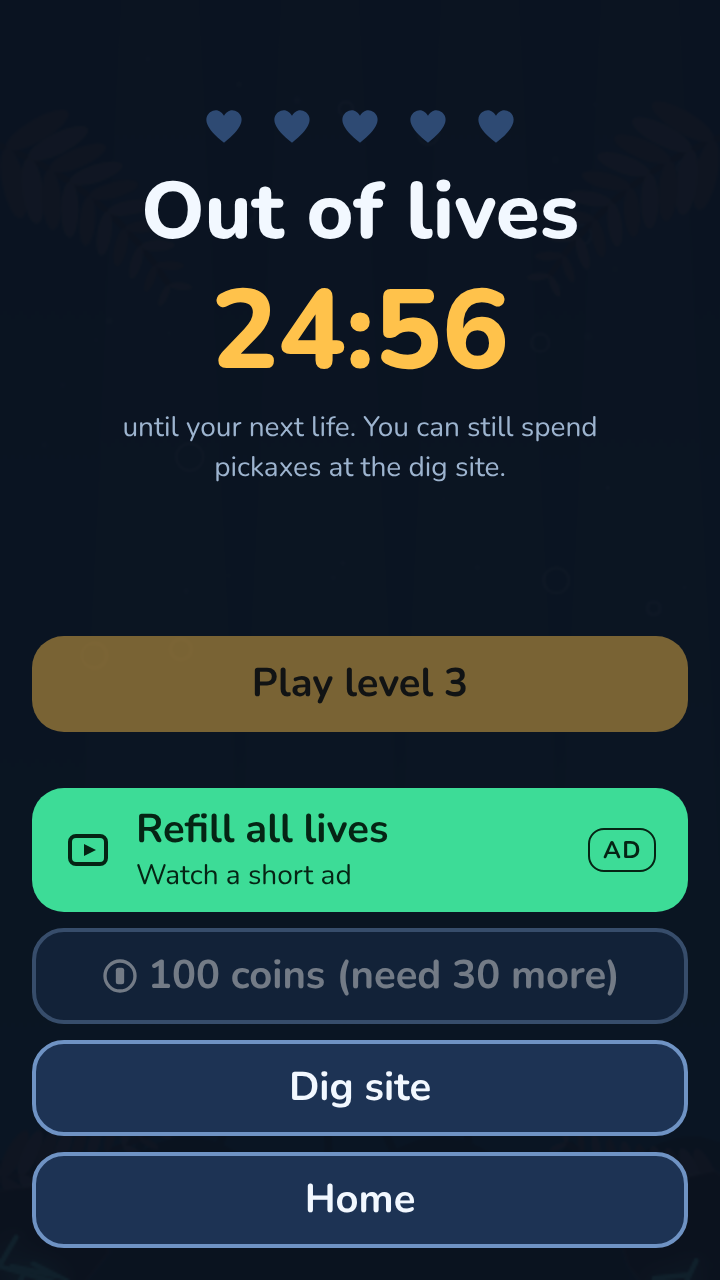 Out of lives
24:56
until your next life. You can still spend
pickaxes at the dig site.
Play level 3
Refill all lives
Watch a short ad
AD
100 coins (need 30 more)
Dig site
Home